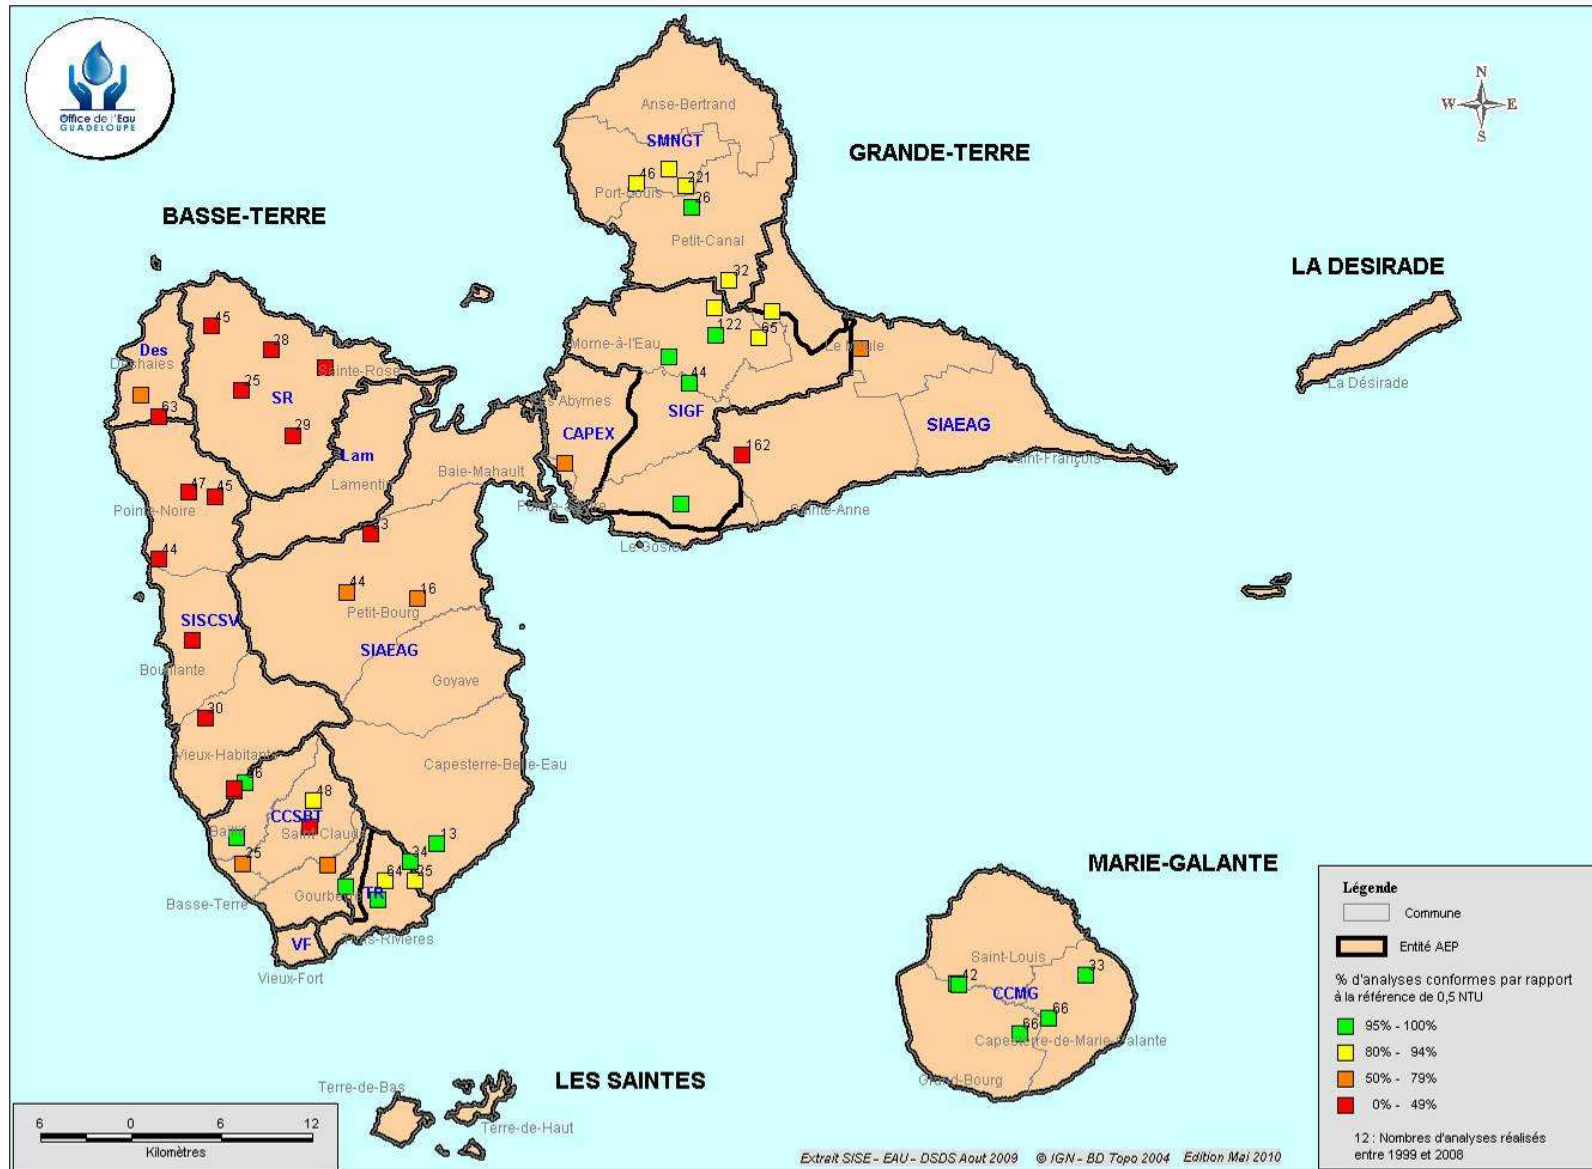 Office de l'Eau
GUADELOUPE
N
W
E
S
Anse-Bertrand
SMNGT
GRANDE-TERRE
46
221
Port-Louis
26
BASSE-TERRE
Petit-Canal
LA DESIRADE
32
45
122
65
28
Des
Deshaies
Morne-à-l'Eau
Le Moule
Sainte-Rose
44
La Désirade
25
SR
63
Les Abymes
SIGF
29
CAPEX
SIAEAG
Lam
162
Baie-Mahault
Saint-François
Lamentin
47
45
Pointe-Noire
Pointe-à-Pitre
Sainte-Anne
Le Gosier
44
44
16
Petit-Bourg
SISCSV
SIAEAG
Bouillante
Goyave
30
Vieux-Habitants
Capesterre-Belle-Eau
48
CCSBT
Baillif
Saint Claude
13
MARIE-GALANTE
25
34
64
25
Gourbeyre
TR
Basse-Terre
Trois-Rivières
VF
Vieux-Fort
Saint-Louis
42
33
CCMG
66
66
Capesterre-de-Marie-Galante
Grand-Bourg
LES SAINTES
Terre-de-Bas
Terre-de-Haut
6 0 6 12
Kilomètres
Légende
Commune
Entité AEP
% d'analyses conformes par rapport
à la référence de 0,5 NTU
95% - 100%
80% - 94%
50% - 79%
0% - 49%
12 : Nombres d'analyses réalisés
entre 1999 et 2008
Extrait SISE - EAU - DSDS Aout 2009 © IGN - BD Topo 2004 Edition Mai 2010